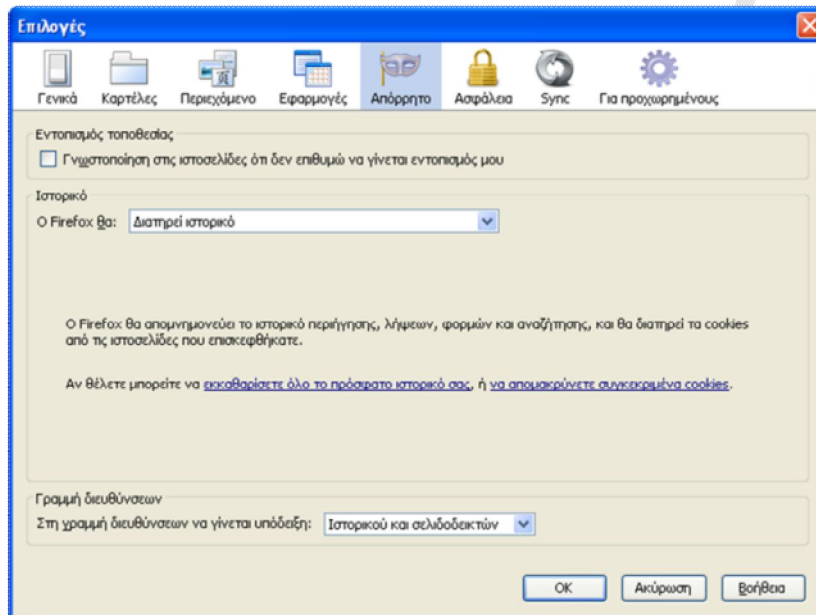 Επιλογές
Γενικά Καρτέλες Περιεχόμενο Εφαρμογές Απόρρητο Ασφάλεια Sync Για προχωρημένους
Εντοπισμός τοποθεσίας
Γνωστοποίηση στις ιστοσελίδες ότι δεν επιθυμώ να γίνεται εντοπισμός μου
Ιστορικό
Ο Firefox θα: Διατηρεί ιστορικό
Ο Firefox θα απομνημονεύει το ιστορικό περιήγησης, λήψεων, φορμών και αναζήτησης, και θα διατηρεί τα cookies
από τις ιστοσελίδες που επισκεφθήκατε.
Αν θέλετε μπορείτε να εκκαθαρίσετε όλο το πρόσφατο ιστορικό σας, ή να απομακρύνετε συγκεκριμένα cookies.
Γραμμή διευθύνσεων
Στη γραμμή διευθύνσεων να γίνεται υπόδειξη: Ιστορικού και σελιδοδεικτών
OK Ακύρωση Βοήθεια